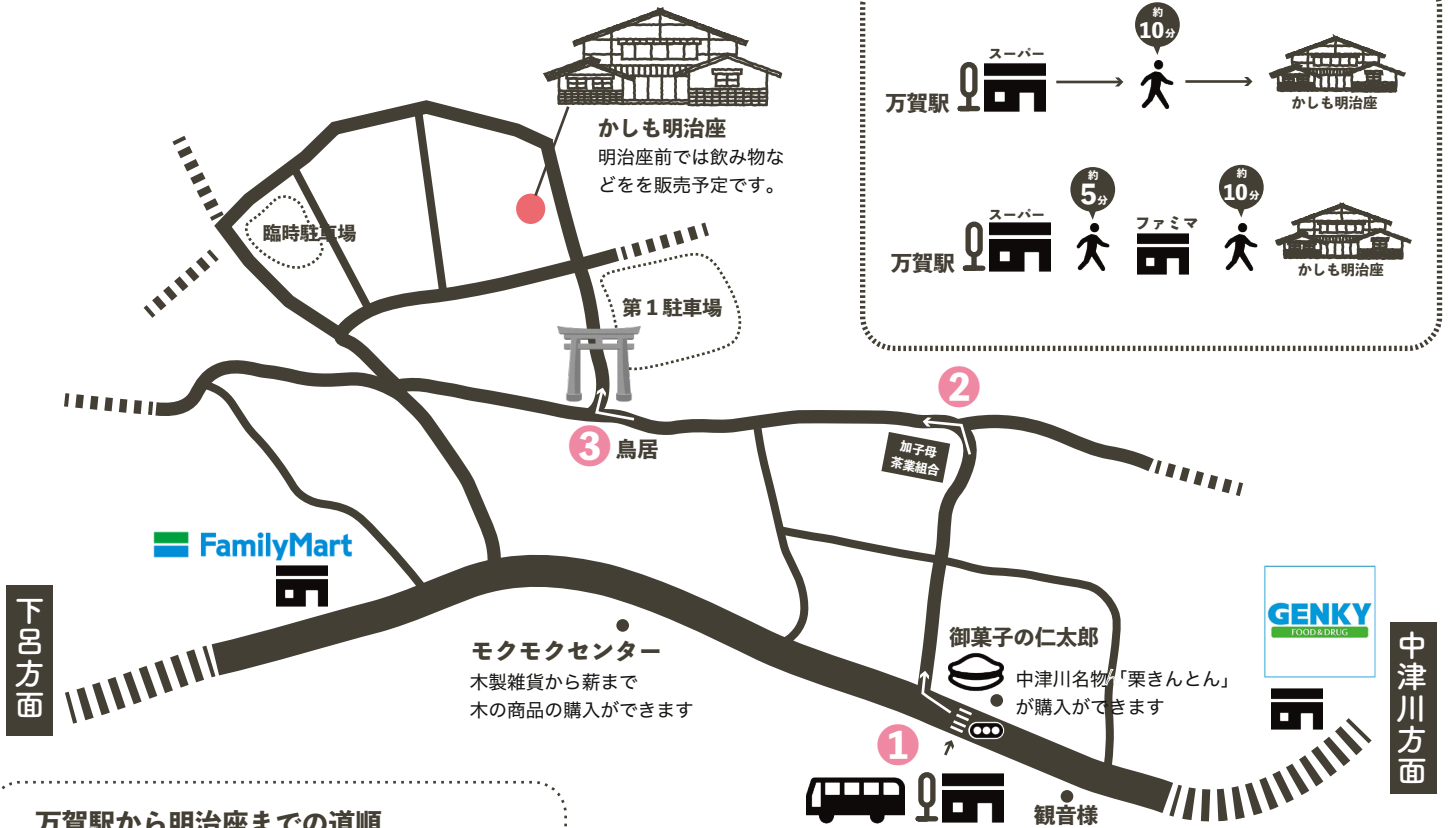 かしも明治座
明治座前では飲み物な
どをを販売予定です。
臨時駐車場
第１駐車場
約
10分
スーパー
万賀駅
かしも明治座
約
5分
約
10分
スーパー
ファミマ
万賀駅
かしも明治座
2
加子母
茶業組合
3
鳥居
FamilyMart
下呂方面
モクモクセンター
木製雑貨から薪まで
木の商品の購入ができます
御菓子の仁太郎
中津川名物「栗きんとん」
が購入ができます
GENKY
FOOD & DRUG
中津川方面
1
観音様
万賀駅から明治座までの道順